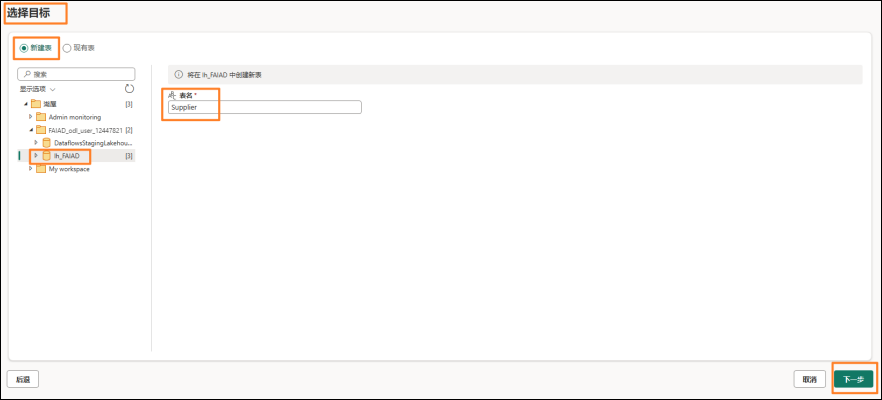 选择目标
新建表
现有表
搜索
显示选项
将在 lh_FAIAD 中创建新表
湖屋 [3]
表名 *
Admin monitoring
Supplier
FAIAD_odl_user_12447821 [2]
DataflowsStagingLakehou...
lh_FAIAD [3]
My workspace
后退
取消
下一步